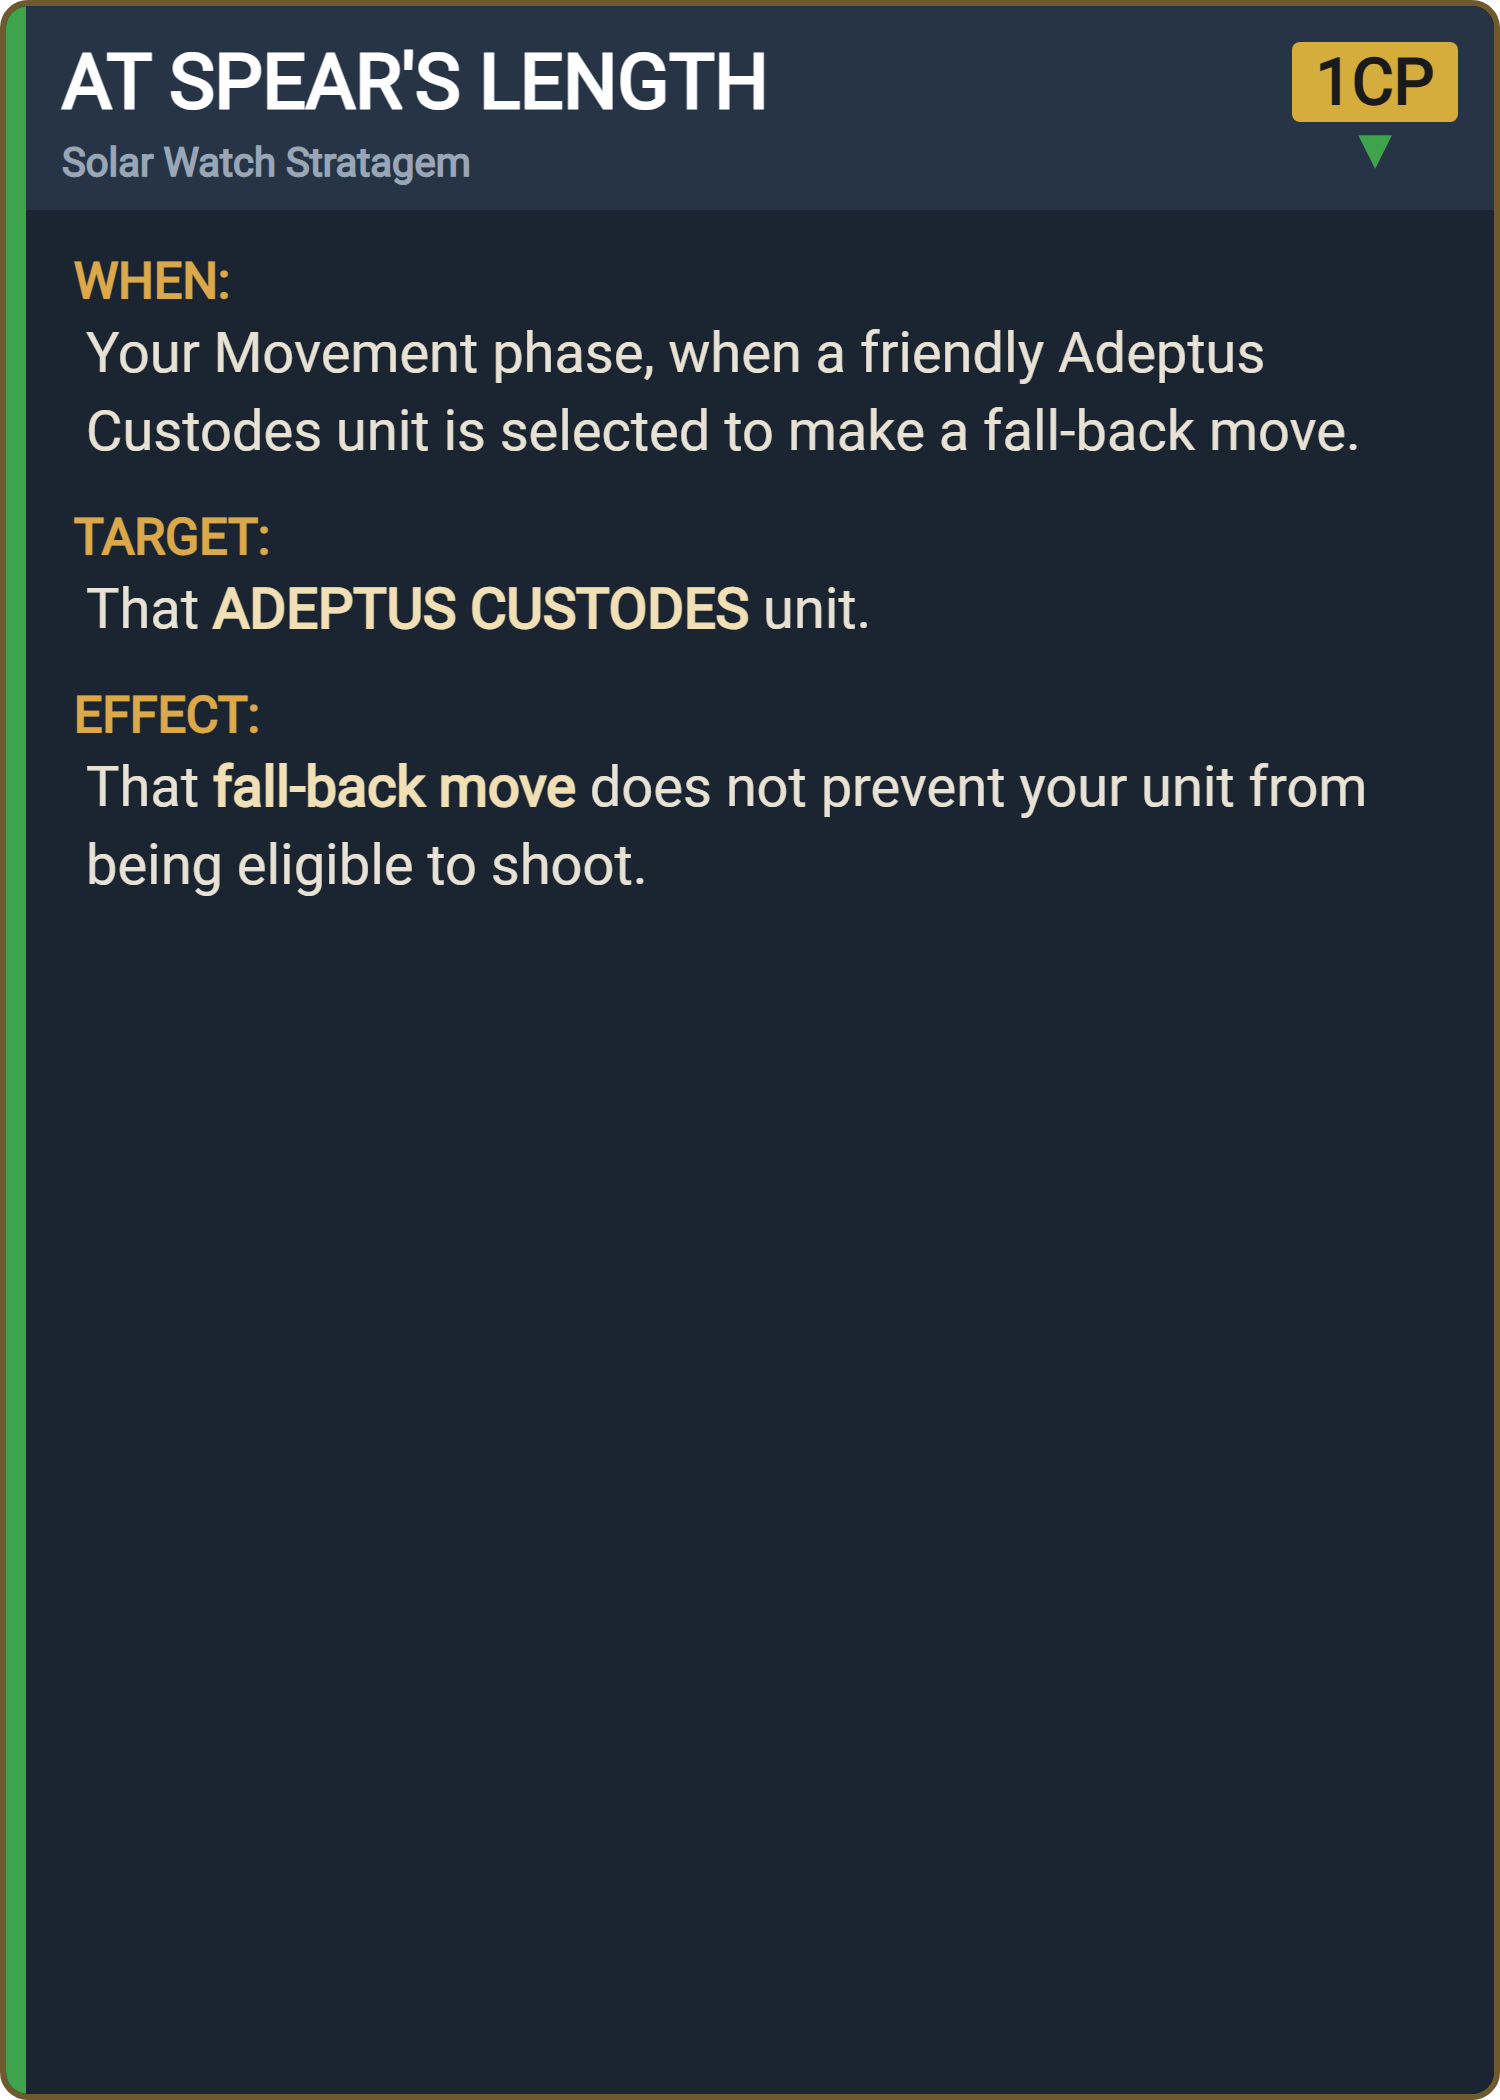 AT SPEAR'S LENGTH
1CP
Solar Watch Stratagem
WHEN:
Your Movement phase, when a friendly Adeptus
Custodes unit is selected to make a fall-back move.
TARGET:
That ADEPTUS CUSTODES unit.
EFFECT:
That fall-back move does not prevent your unit from
being eligible to shoot.